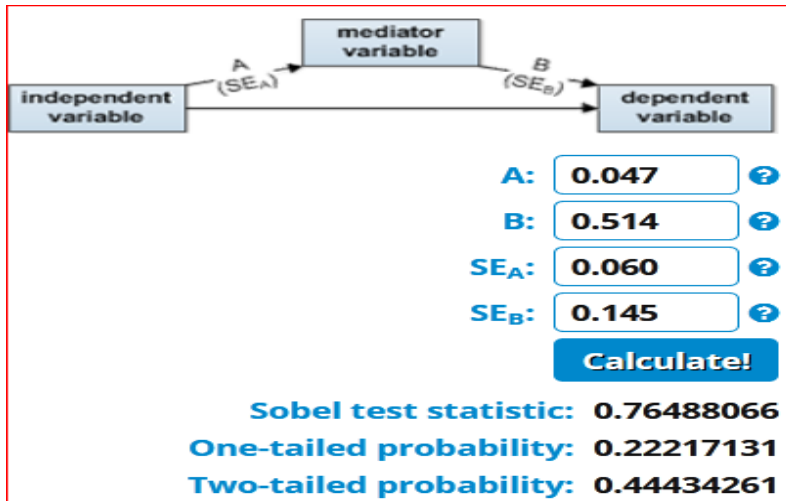 mediator
variable
A
(SEA)
B
(SEB)
independent
variable
dependent
variable
A: 0.047 ?
B: 0.514 ?
SEA: 0.060 ?
SEB: 0.145 ?
Calculate!
Sobel test statistic: 0.76488066
One-tailed probability: 0.22217131
Two-tailed probability: 0.44434261